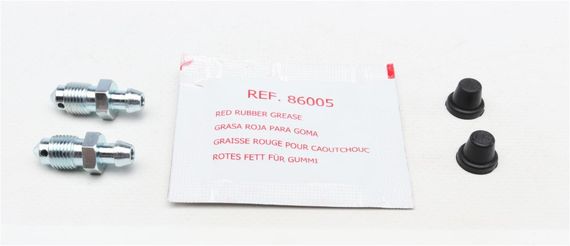 REF. 86005
RED RUBBER GREASE
GRASA ROJA PARA GOMA
GRAISSE ROUGE POUR CAOUTCHOUC
ROTES FETT FÜR GUMMI